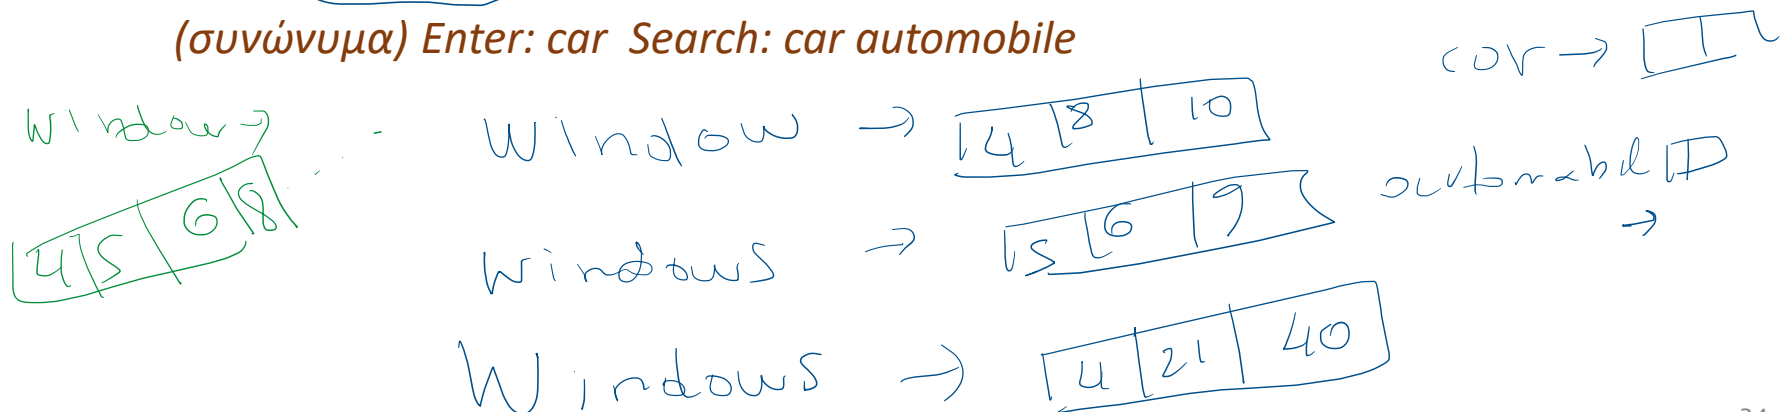 (συνώνυμα) Enter: car Search: car automobile
car →
window → 4 5 6 8
window → 4 8 10
automobil →
windows → 5 6 9
Windows → 4 21 40